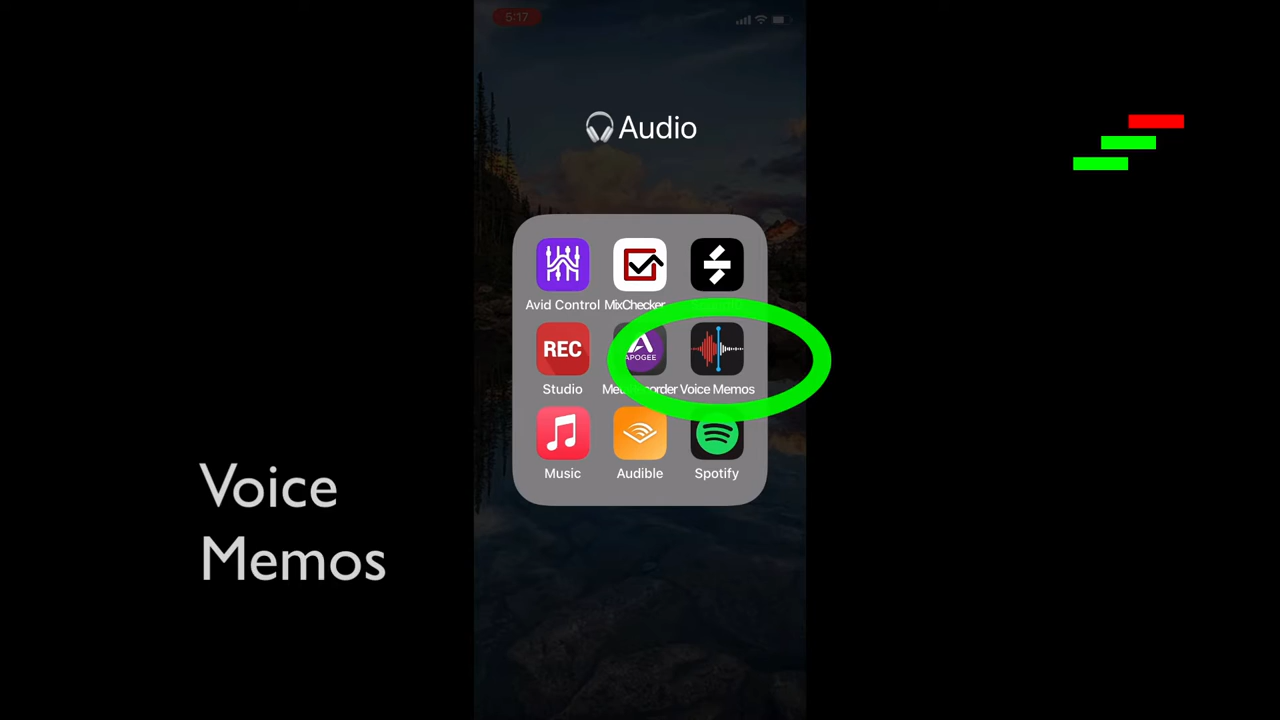 5:17
Audio
Avid Control MixChecker
REC
APOGEE
Studio
Voice Memos
Music Audible Spotify
Voice
Memos